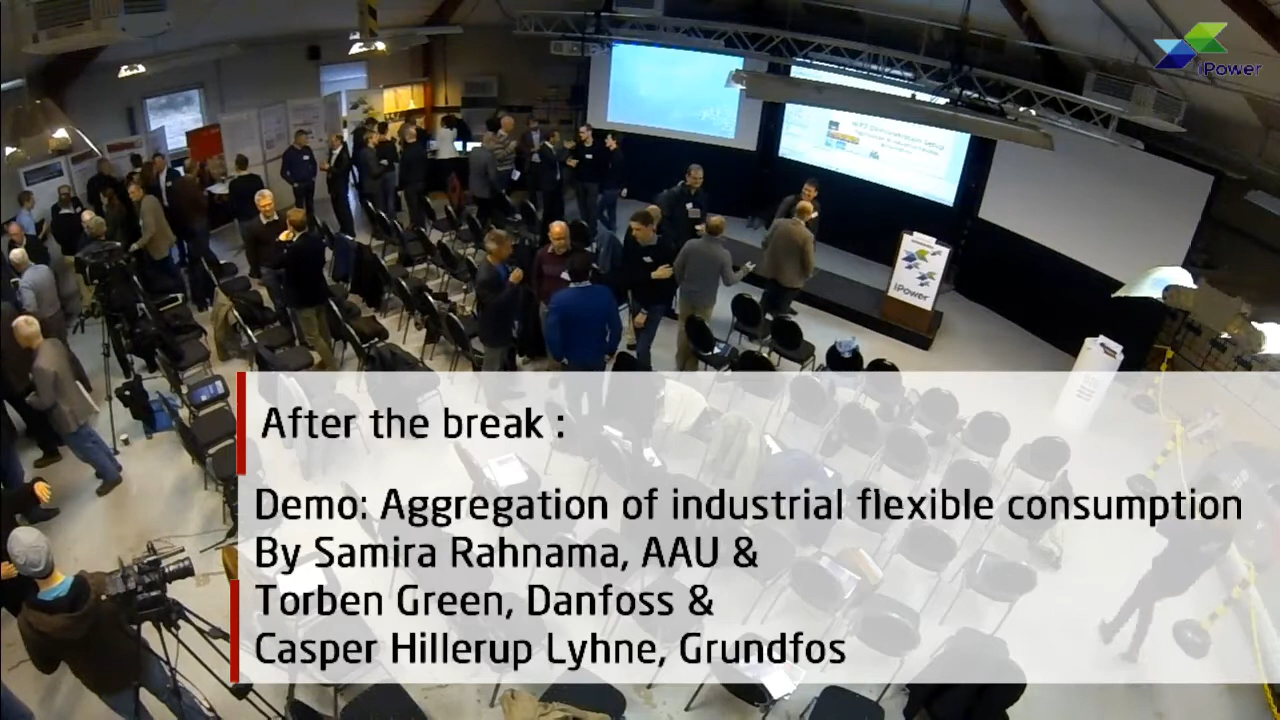 iPower
iPower
After the break :
Demo: Aggregation of industrial flexible consumption
By Samira Rahnama, AAU &
Torben Green, Danfoss &
Casper Hillerup Lyhne, Grundfos